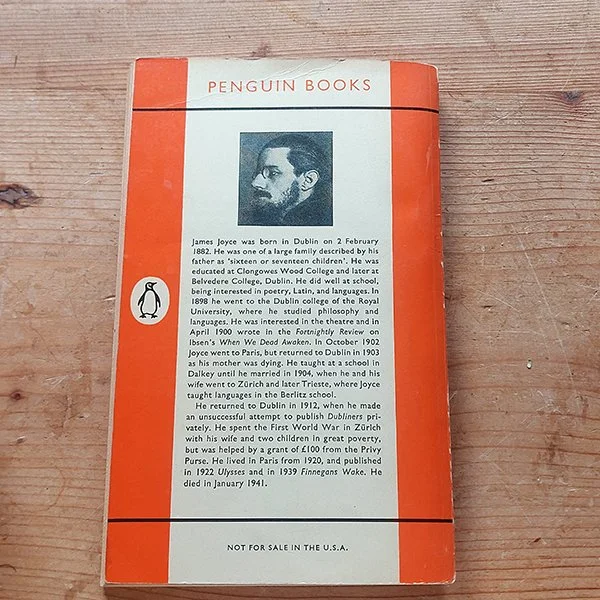 PENGUIN BOOKS
James Joyce was born in Dublin on 2 February
1882. He was one of a large family described by his
father as 'sixteen or seventeen children'. He was
educated at Clongowes Wood College and later at
Belvedere College, Dublin. He did well at school,
being interested in poetry, Latin, and languages. In
1898 he went to the Dublin college of the Royal
University, where he studied philosophy and
languages. He was interested in the theatre and in
April 1900 wrote in the Fortnightly Review on
Ibsen's When We Dead Awaken. In October 1902
Joyce went to Paris, but returned to Dublin in 1903
as his mother was dying. He taught at a school in
Dalkey until he married in 1904, when he and his
wife went to Zürich and later Trieste, where Joyce
taught languages in the Berlitz school.
He returned to Dublin in 1912, when he made
an unsuccessful attempt to publish Dubliners pri-
vately. He spent the First World War in Zürich
with his wife and two children in great poverty,
but was helped by a grant of £100 from the Privy
Purse. He lived in Paris from 1920, and published
in 1922 Ulysses and in 1939 Finnegans Wake. He
died in January 1941.
NOT FOR SALE IN THE U.S.A.